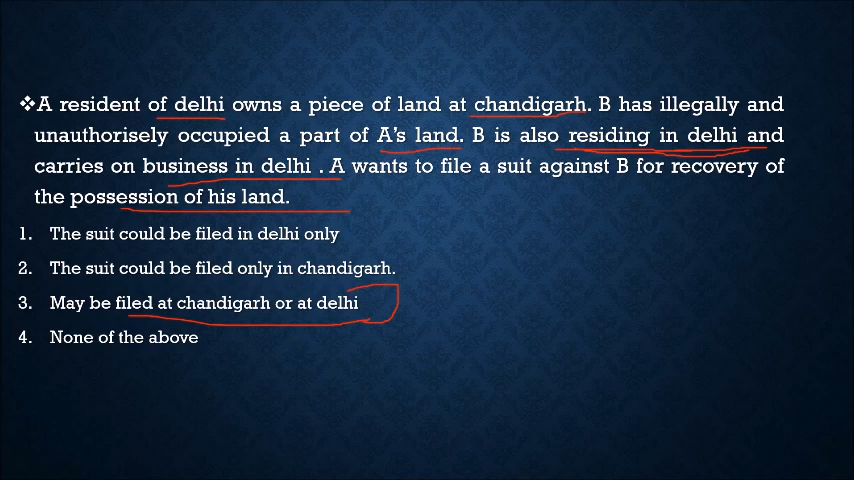 ❖A resident of delhi owns a piece of land at chandigarh. B has illegally and
unauthorisely occupied a part of A's land. B is also residing in delhi and
carries on business in delhi . A wants to file a suit against B for recovery of
the possession of his land.
1. The suit could be filed in delhi only
2. The suit could be filed only in chandigarh.
3. May be filed at chandigarh or at delhi
4. None of the above